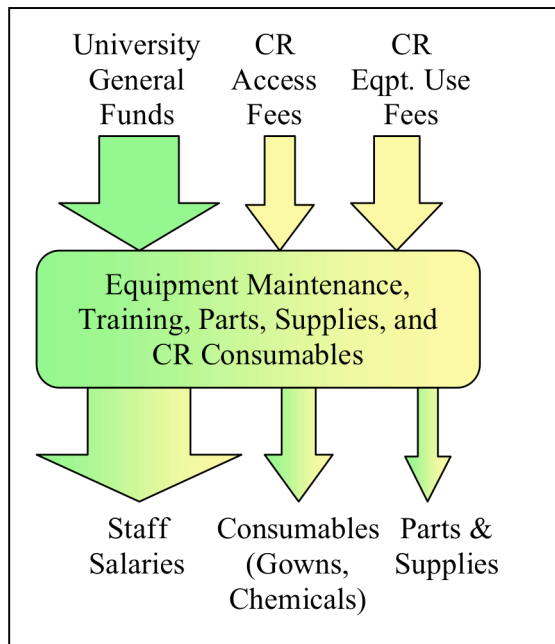 University
General
Funds
CR
Access
Fees
CR
Eqpt. Use
Fees
Equipment Maintenance,
Training, Parts, Supplies, and
CR Consumables
Staff
Salaries
Consumables
(Gowns,
Chemicals)
Parts &
Supplies